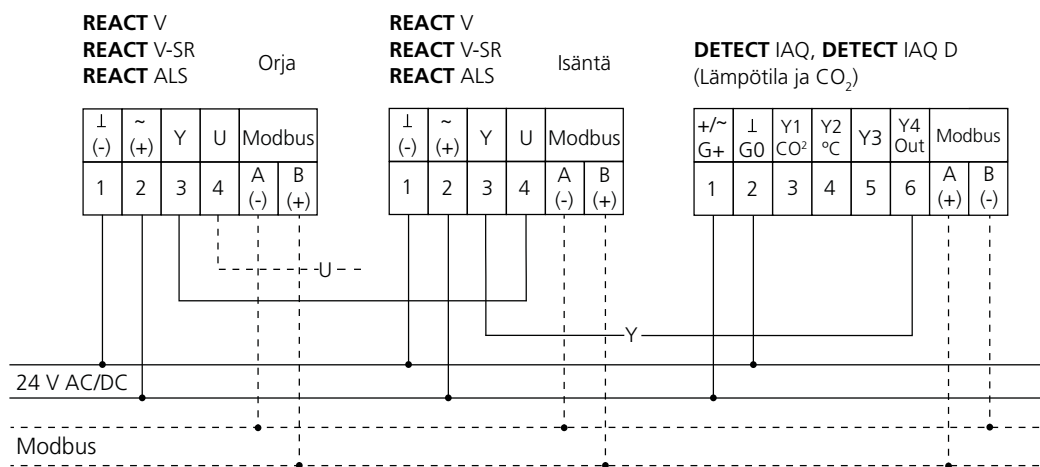 REACT V
REACT V-SR
REACT ALS
Orja
⊥ (-)
~ (+)
Y
U
Modbus
1
2
3
4
A (-)
B (+)
REACT V
REACT V-SR
REACT ALS
Isäntä
⊥ (-)
~ (+)
Y
U
Modbus
1
2
3
4
A (-)
B (+)
DETECT IAQ, DETECT IAQ D
(Lämpötila ja CO₂)
+/~ G+
⊥ G0
Y1 CO²
Y2 ºC
Y3
Y4 Out
Modbus
1
2
3
4
5
6
A (+)
B (-)
U
Y
24 V AC/DC
Modbus